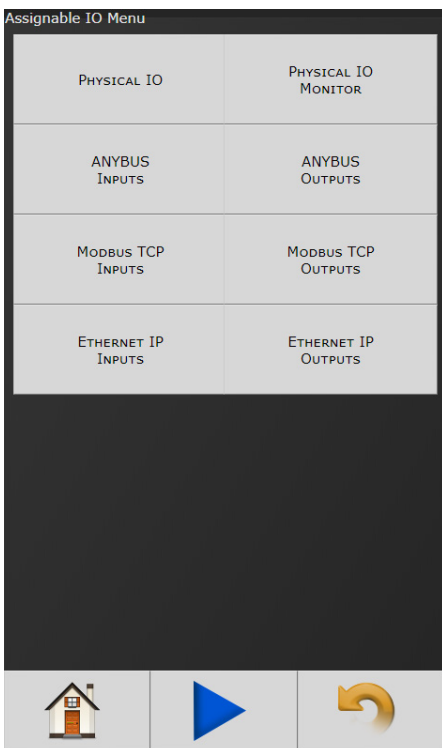 Assignable IO Menu
Physical IO
Physical IO
Monitor
ANYBUS
Inputs
ANYBUS
Outputs
Modbus TCP
Inputs
Modbus TCP
Outputs
Ethernet IP
Inputs
Ethernet IP
Outputs